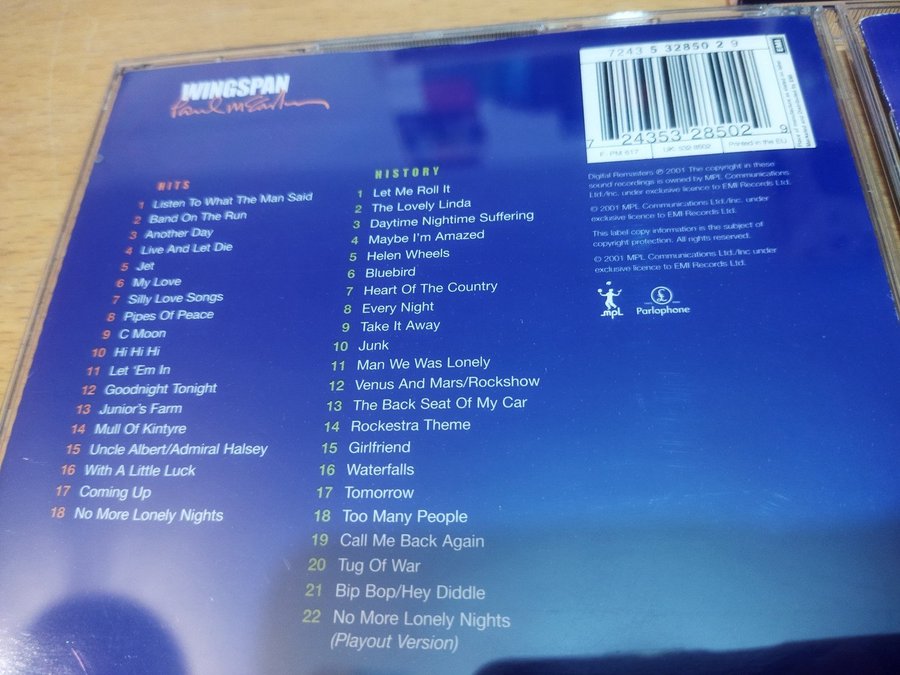 WINGSPAN
Paul McCartney
HITS
1 Listen To What The Man Said
2 Band On The Run
3 Another Day
4 Live And Let Die
5 Jet
6 My Love
7 Silly Love Songs
8 Pipes Of Peace
9 C Moon
10 Hi Hi Hi
11 Let 'Em In
12 Goodnight Tonight
13 Junior's Farm
14 Mull Of Kintyre
15 Uncle Albert/Admiral Halsey
16 With A Little Luck
17 Coming Up
18 No More Lonely Nights
HISTORY
1 Let Me Roll It
2 The Lovely Linda
3 Daytime Nightime Suffering
4 Maybe I'm Amazed
5 Helen Wheels
6 Bluebird
7 Heart Of The Country
8 Every Night
9 Take It Away
10 Junk
11 Man We Was Lonely
12 Venus And Mars/Rockshow
13 The Back Seat Of My Car
14 Rockestra Theme
15 Girlfriend
16 Waterfalls
17 Tomorrow
18 Too Many People
19 Call Me Back Again
20 Tug Of War
21 Bip Bop/Hey Diddle
22 No More Lonely Nights
(Playout Version)
7243 5 32850 2 9
EMI
7 24353 28502 9
F: PM 517
UK: 532 8502
Printed in the EU
Digital Remasters ℗ 2001 The copyright in these
sound recordings is owned by MPL Communications
Ltd./Inc. under exclusive licence to EMI Records Ltd.
© 2001 MPL Communications Ltd./Inc. under
exclusive licence to EMI Records Ltd.
This label copy information is the subject of
copyright protection. All rights reserved.
© 2001 MPL Communications Ltd./Inc under
exclusive licence to EMI Records Ltd.
mpL
Parlophone